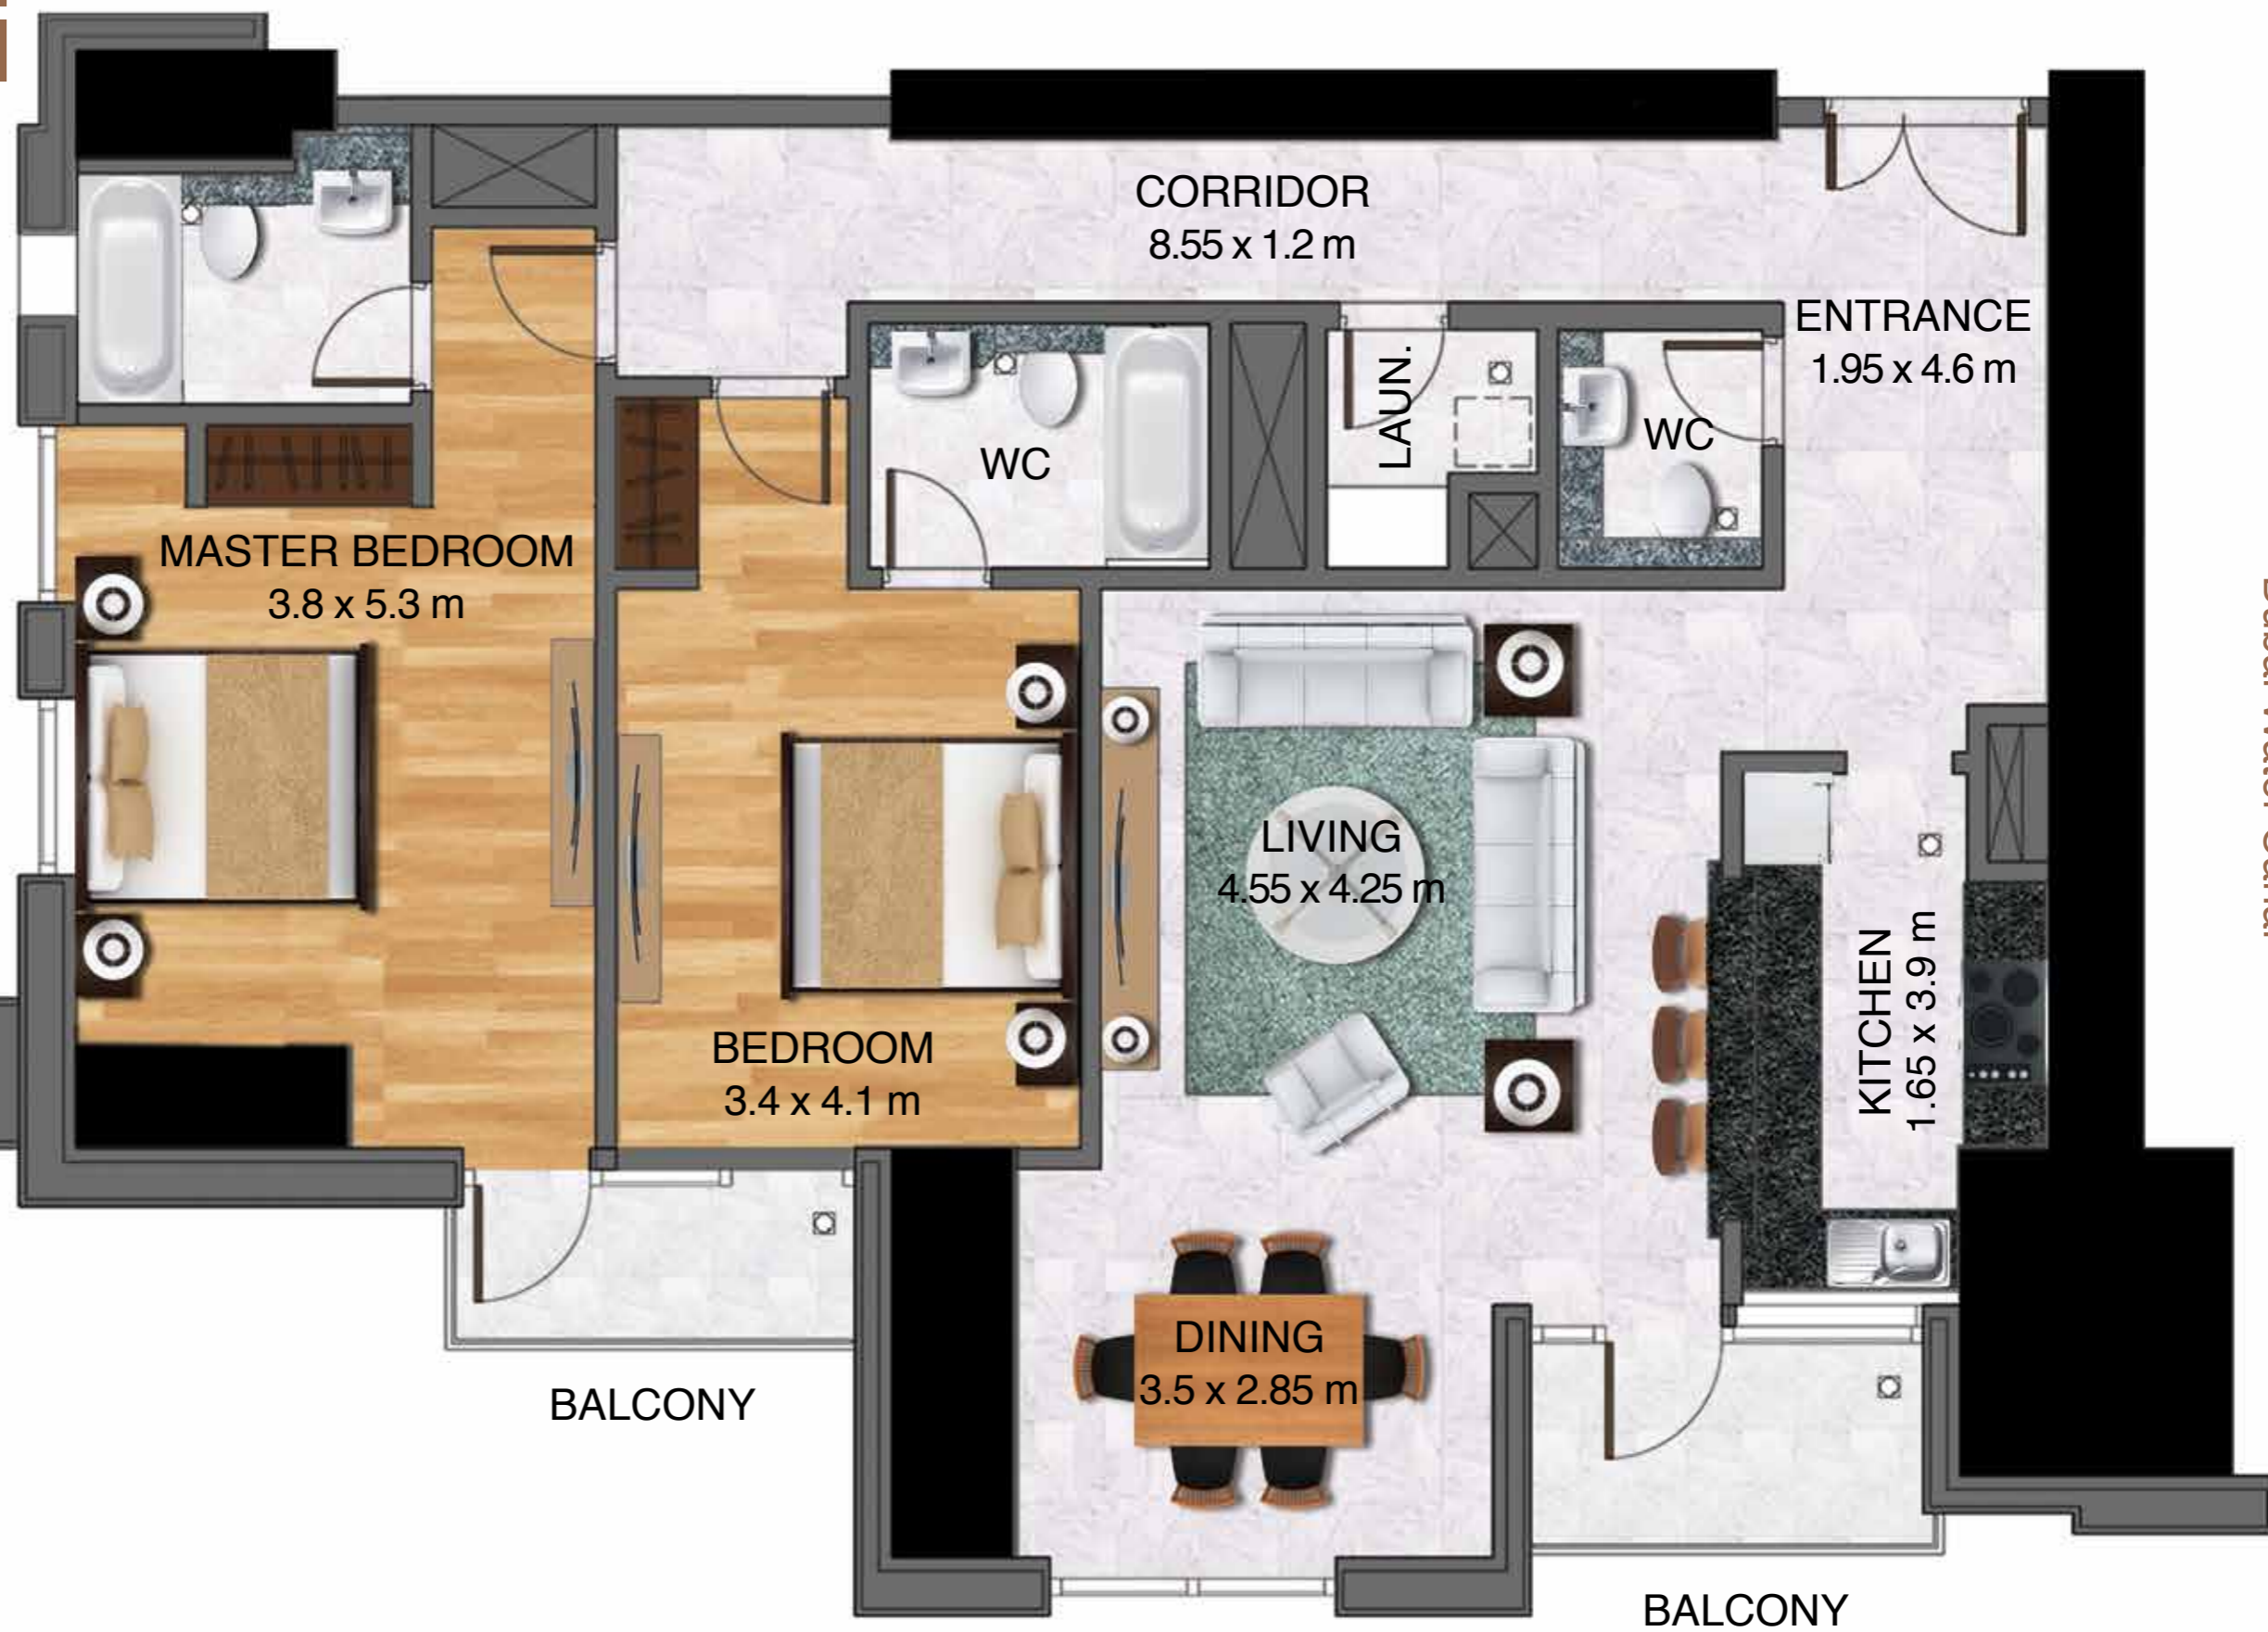 CORRIDOR
8.55 x 1.2 m
ENTRANCE
1.95 x 4.6 m
LAUN.
WC
WC
MASTER BEDROOM
3.8 x 5.3 m
LIVING
4.55 x 4.25 m
KITCHEN
1.65 x 3.9 m
BEDROOM
3.4 x 4.1 m
DINING
3.5 x 2.85 m
BALCONY
BALCONY